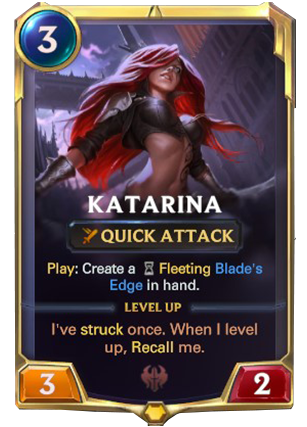 3
KATARINA
QUICK ATTACK
Play: Create a Fleeting Blade's
Edge in hand.
LEVEL UP
I've struck once. When I level
up, Recall me.
3
2